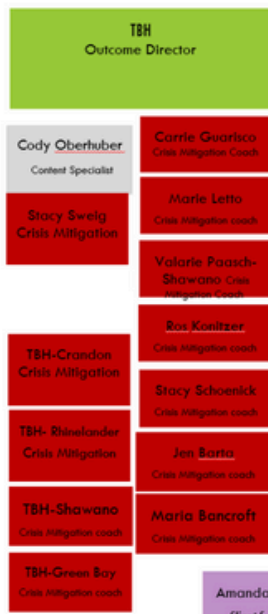 TBH
Outcome Director
Cody Oberhuber
Content Specialist
Stacy Sweig
Crisis Mitigation
TBH-Crandon
Crisis Mitigation
TBH- Rhinelander
Crisis Mitigation
TBH-Shawano
Crisis Mitigation coach
TBH-Green Bay
Crisis Mitigation coach
Carrie Guarisco
Crisis Mitigation Coach
Marie Letto
Crisis Mitigation coach
Valarie Paasch-
Shawano Crisis
Mitigation Coach
Ros Konitzer
Crisis Mitigation coach
Stacy Schoenick
Crisis Mitigation coach
Jen Barta
Crisis Mitigation coach
Maria Bancroft
Crisis Mitigation coach
Amanda